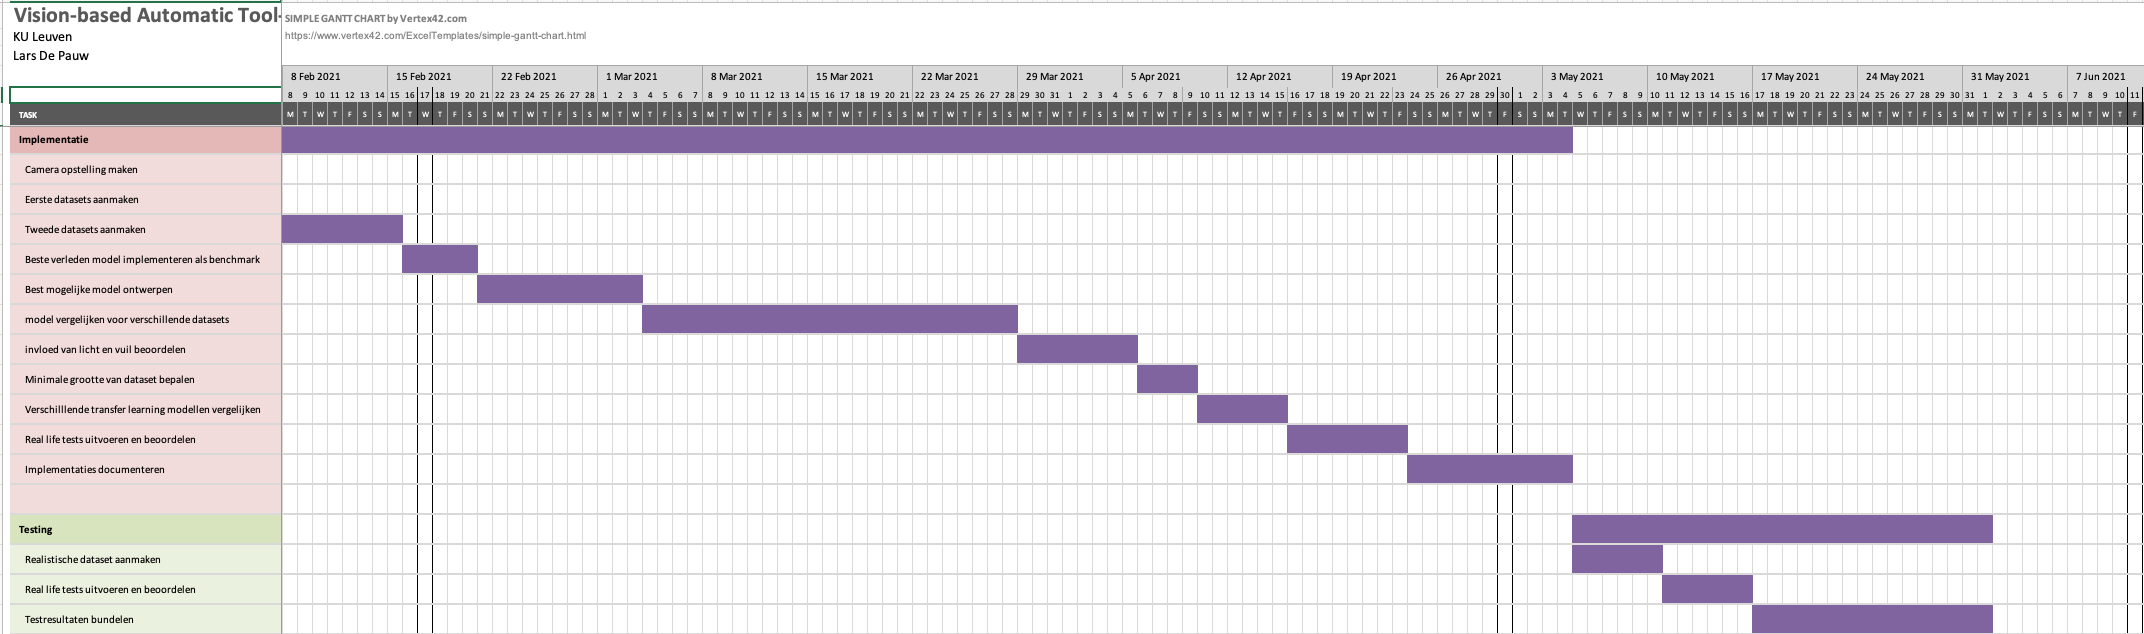 Vision-based Automatic Tool-
SIMPLE GANTT CHART by Vertex42.com
KU Leuven
https://www.vertex42.com/ExcelTemplates/simple-gantt-chart.html
Lars De Pauw
8 Feb 2021 15 Feb 2021 22 Feb 2021 1 Mar 2021 8 Mar 2021 15 Mar 2021 22 Mar 2021 29 Mar 2021 5 Apr 2021 12 Apr 2021 19 Apr 2021 26 Apr 2021 3 May 2021 10 May 2021 17 May 2021 24 May 2021 31 May 2021 7 Jun 2021
8 9 10 11 12 13 14 15 16 17 18 19 20 21 22 23 24 25 26 27 28 1 2 3 4 5 6 7 8 9 10 11 12 13 14 15 16 17 18 19 20 21 22 23 24 25 26 27 28 29 30 31 1 2 3 4 5 6 7 8 9 10 11 12 13 14 15 16 17 18 19 20 21 22 23 24 25 26 27 28 29 30 1 2 3 4 5 6 7 8 9 10 11 12 13 14 15 16 17 18 19 20 21 22 23 24 25 26 27 28 29 30 31 1 2 3 4 5 6 7 8 9 10 11
TASK M T W T F S S M T W T F S S M T W T F S S M T W T F S S M T W T F S S M T W T F S S M T W T F S S M T W T F S S M T W T F S S M T W T F S S M T W T F S S M T W T F S S M T W T F S S M T W T F S S M T W T F S S M T W T F S S M T W T F S S M T W T F
Implementatie
Camera opstelling maken
Eerste datasets aanmaken
Tweede datasets aanmaken
Beste verleden model implementeren als benchmark
Best mogelijke model ontwerpen
model vergelijken voor verschillende datasets
invloed van licht en vuil beoordelen
Minimale grootte van dataset bepalen
Verschilllende transfer learning modellen vergelijken
Real life tests uitvoeren en beoordelen
Implementaties documenteren
Testing
Realistische dataset aanmaken
Real life tests uitvoeren en beoordelen
Testresultaten bundelen